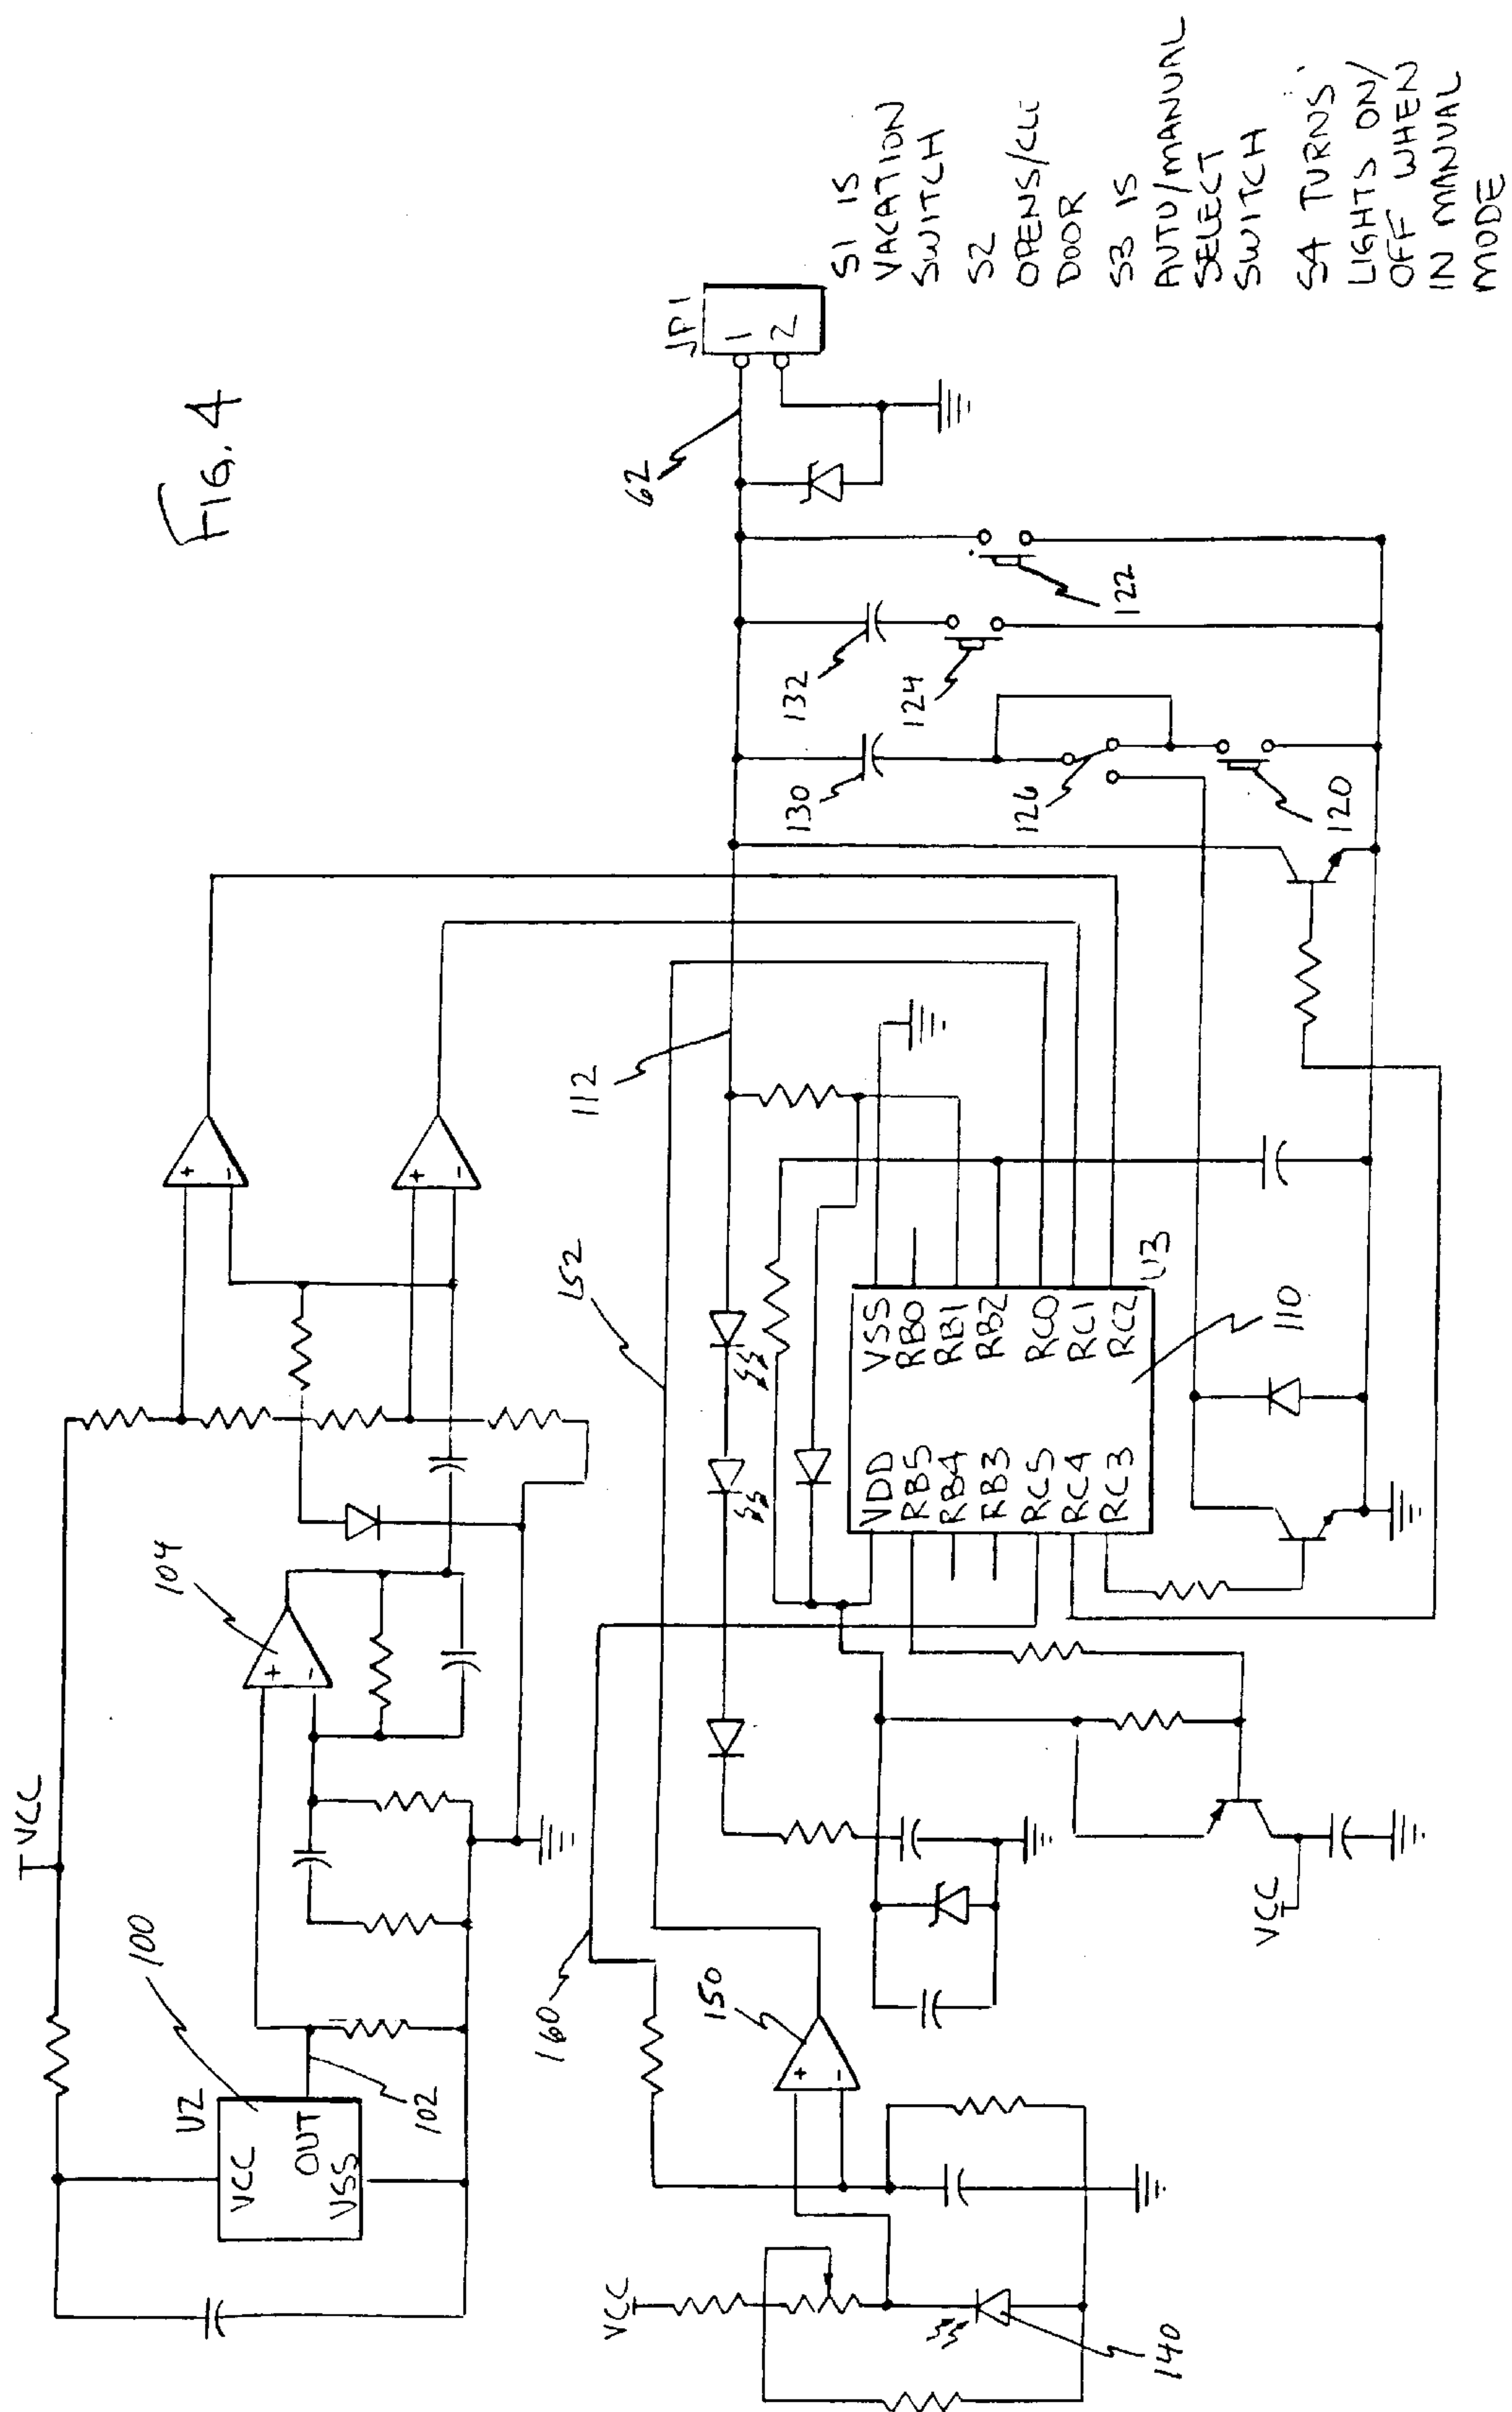 FIG. 4
VCC
U2
100
VCC
OUT
VSS
102
104
+
-
+
-
+
-
152
112
62
JP1
1
2
S1 IS
VACATION
SWITCH
S2
OPENS/CL
DOOR
S3 IS
AUTO/MANUAL
SELECT
SWITCH
S4 TURNS
LIGHTS ON/
OFF WHEN
IN MANUAL
MODE
130
132
124
122
126
120
160
150
+
-
VCC
140
VCC
VDD
RB5
RB4
RB3
RC5
RC4
RC3
VSS
RB0
RB1
RB2
RC0
RC1
RC2
U3
110